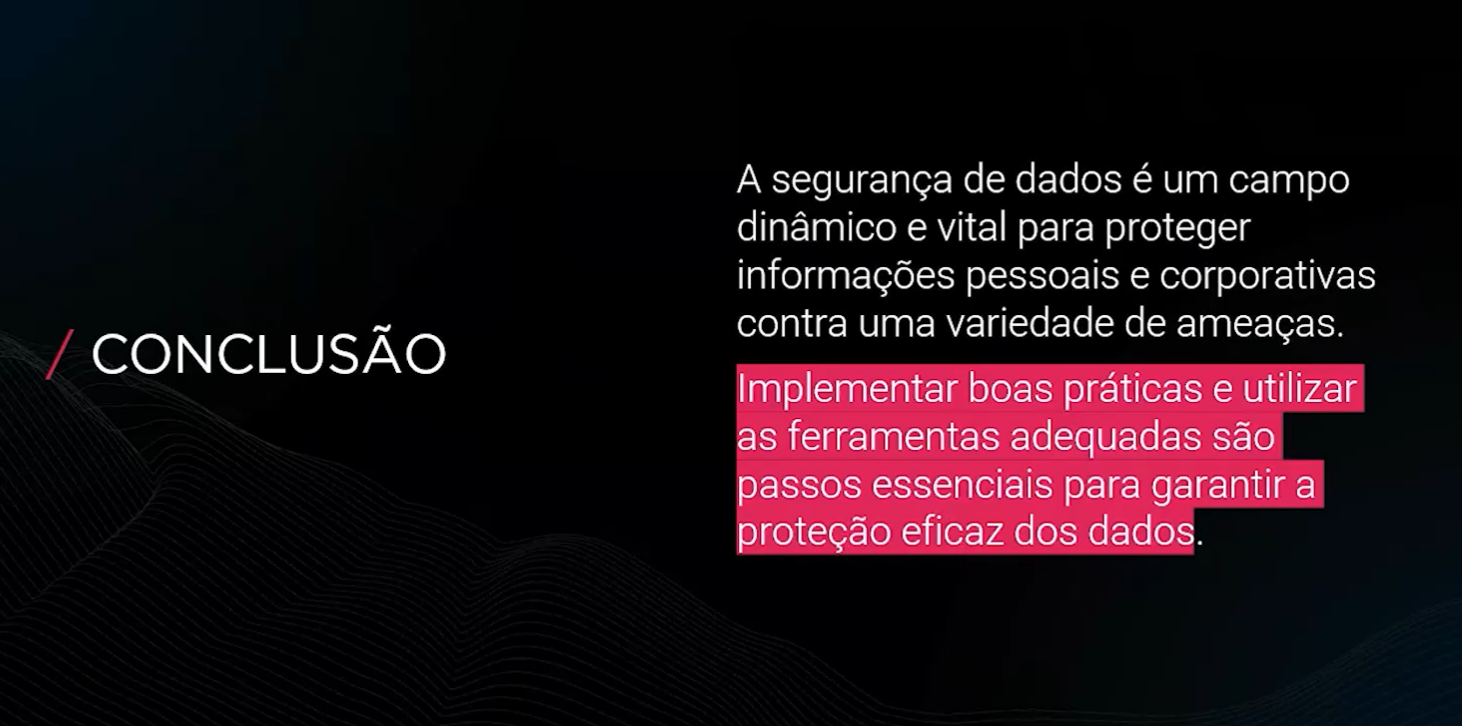 / CONCLUSÃO
A segurança de dados é um campo
dinâmico e vital para proteger
informações pessoais e corporativas
contra uma variedade de ameaças.
Implementar boas práticas e utilizar
as ferramentas adequadas são
passos essenciais para garantir a
proteção eficaz dos dados.